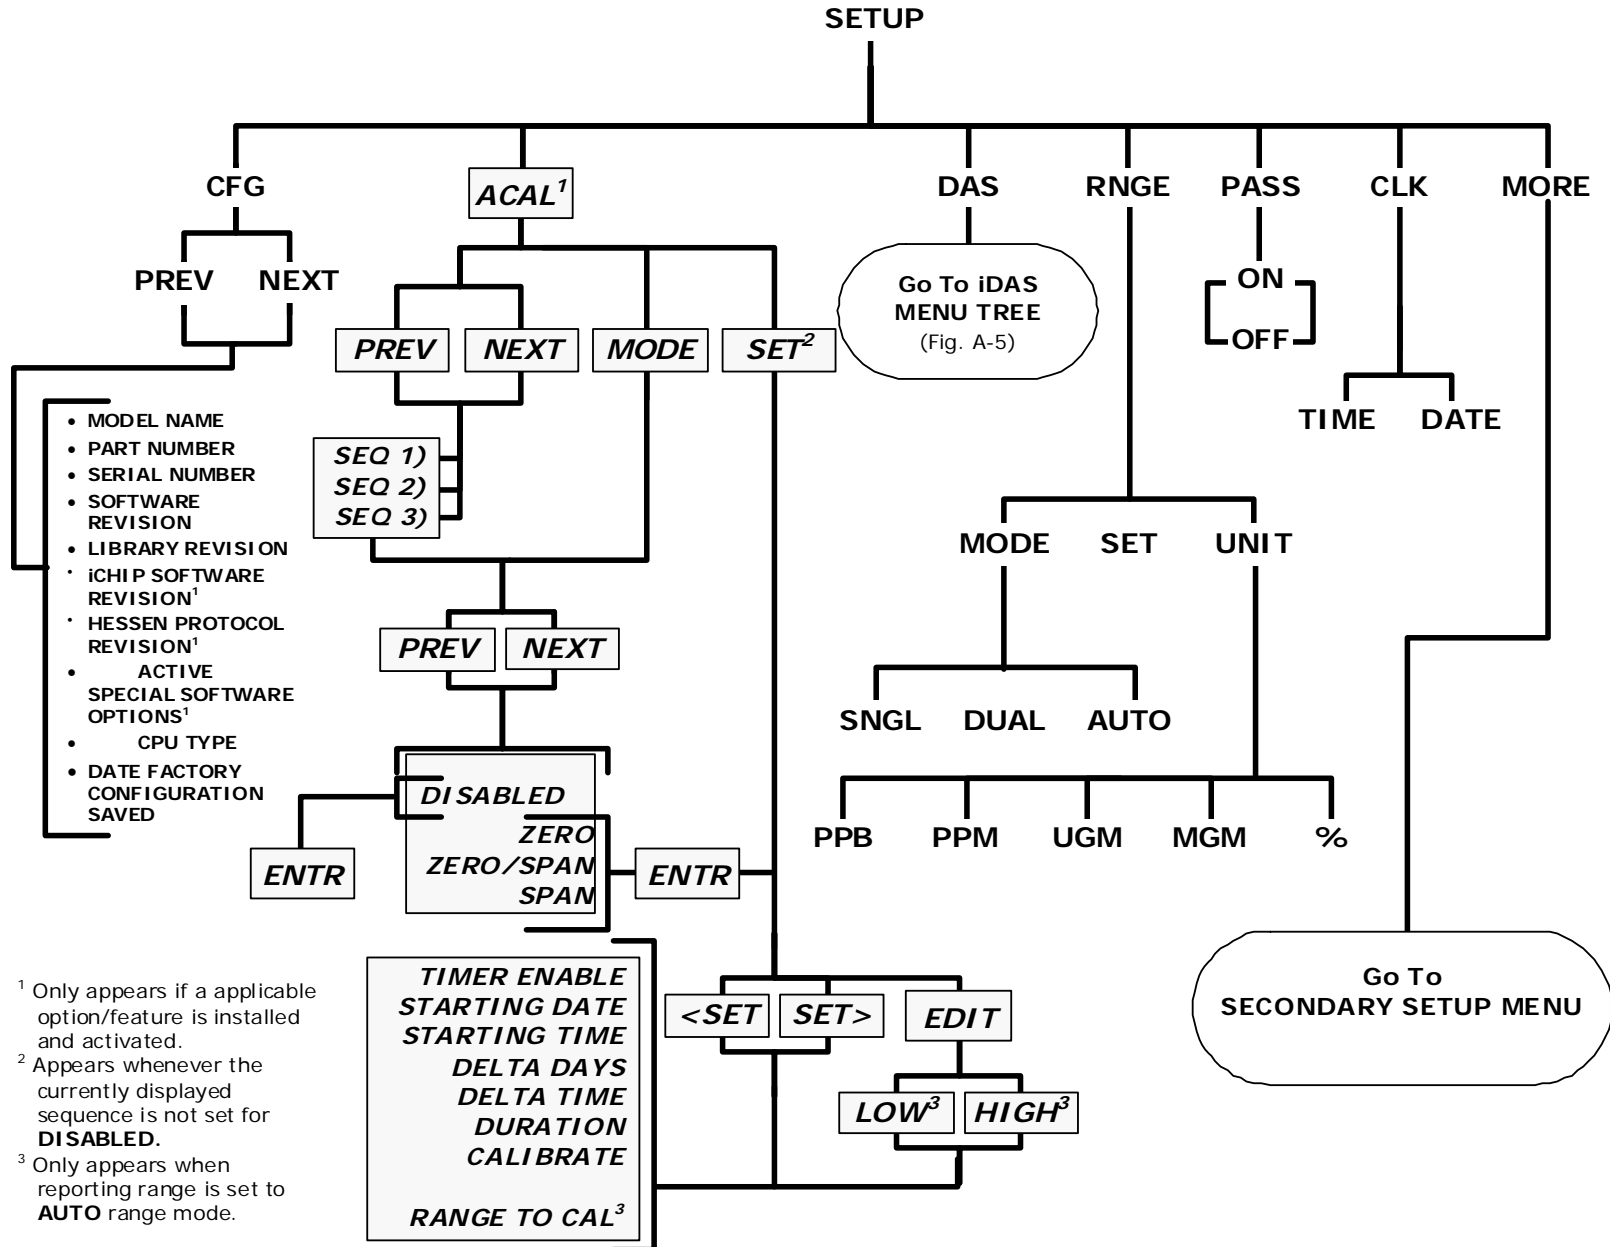 SETUP
CFG
ACAL¹
DAS
RNGE
PASS
CLK
MORE
PREV NEXT
PREV
NEXT
MODE
SET²
Go To iDAS
MENU TREE
(Fig. A-5)
ON
OFF
TIME DATE
• MODEL NAME
• PART NUMBER
• SERIAL NUMBER
• SOFTWARE
REVISION
• LIBRARY REVISION
• iCHIP SOFTWARE
REVISION¹
• HESSEN PROTOCOL
REVISION¹
• ACTIVE
SPECIAL SOFTWARE
OPTIONS¹
• CPU TYPE
• DATE FACTORY
CONFIGURATION
SAVED
SEQ 1)
SEQ 2)
SEQ 3)
PREV
NEXT
MODE SET UNIT
SNGL DUAL AUTO
PPB PPM UGM MGM %
DISABLED
ZERO
ZERO/SPAN
SPAN
ENTR
ENTR
TIMER ENABLE
STARTING DATE
STARTING TIME
DELTA DAYS
DELTA TIME
DURATION
CALIBRATE
RANGE TO CAL³
<SET
SET>
EDIT
LOW³
HIGH³
Go To
SECONDARY SETUP MENU
¹ Only appears if a applicable
option/feature is installed
and activated.
² Appears whenever the
currently displayed
sequence is not set for
DISABLED.
³ Only appears when
reporting range is set to
AUTO range mode.